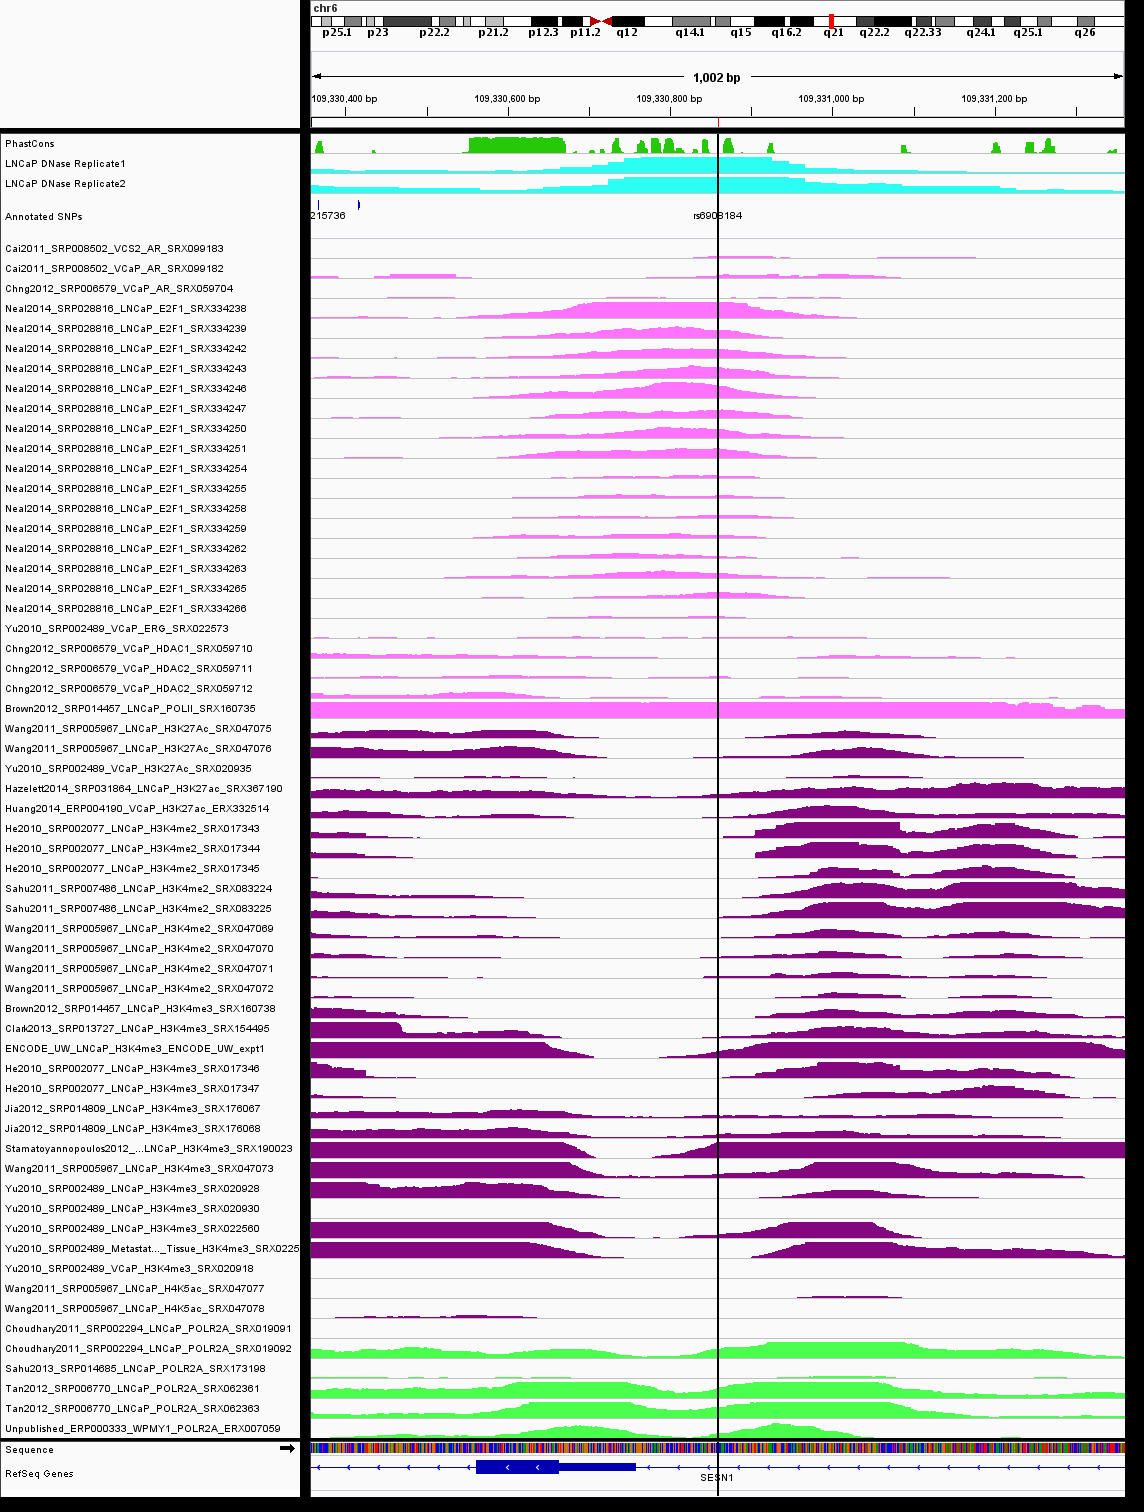 chr6
p25.1 p23 p22.2 p21.2 p12.3 p11.2 q12 q14.1 q15 q16.2 q21 q22.2 q22.33 q24.1 q25.1 q26
1,002 bp
109,330,400 bp 109,330,600 bp 109,330,800 bp 109,331,000 bp 109,331,200 bp
PhastCons
LNCaP DNase Replicate1
LNCaP DNase Replicate2
Annotated SNPs 215736 rs6908184
Cai2011_SRP008502_VCS2_AR_SRX099183
Cai2011_SRP008502_VCaP_AR_SRX099182
Chng2012_SRP006579_VCaP_AR_SRX059704
Neal2014_SRP028816_LNCaP_E2F1_SRX334238
Neal2014_SRP028816_LNCaP_E2F1_SRX334239
Neal2014_SRP028816_LNCaP_E2F1_SRX334242
Neal2014_SRP028816_LNCaP_E2F1_SRX334243
Neal2014_SRP028816_LNCaP_E2F1_SRX334246
Neal2014_SRP028816_LNCaP_E2F1_SRX334247
Neal2014_SRP028816_LNCaP_E2F1_SRX334250
Neal2014_SRP028816_LNCaP_E2F1_SRX334251
Neal2014_SRP028816_LNCaP_E2F1_SRX334254
Neal2014_SRP028816_LNCaP_E2F1_SRX334255
Neal2014_SRP028816_LNCaP_E2F1_SRX334258
Neal2014_SRP028816_LNCaP_E2F1_SRX334259
Neal2014_SRP028816_LNCaP_E2F1_SRX334262
Neal2014_SRP028816_LNCaP_E2F1_SRX334263
Neal2014_SRP028816_LNCaP_E2F1_SRX334265
Neal2014_SRP028816_LNCaP_E2F1_SRX334266
Yu2010_SRP002489_VCaP_ERG_SRX022573
Chng2012_SRP006579_VCaP_HDAC1_SRX059710
Chng2012_SRP006579_VCaP_HDAC2_SRX059711
Chng2012_SRP006579_VCaP_HDAC2_SRX059712
Brown2012_SRP014457_LNCaP_POLII_SRX160735
Wang2011_SRP005967_LNCaP_H3K27Ac_SRX047075
Wang2011_SRP005967_LNCaP_H3K27Ac_SRX047076
Yu2010_SRP002489_VCaP_H3K27Ac_SRX020935
Hazelett2014_SRP031864_LNCaP_H3K27ac_SRX367190
Huang2014_ERP004190_VCaP_H3K27ac_ERX332514
He2010_SRP002077_LNCaP_H3K4me2_SRX017343
He2010_SRP002077_LNCaP_H3K4me2_SRX017344
He2010_SRP002077_LNCaP_H3K4me2_SRX017345
Sahu2011_SRP007486_LNCaP_H3K4me2_SRX083224
Sahu2011_SRP007486_LNCaP_H3K4me2_SRX083225
Wang2011_SRP005967_LNCaP_H3K4me2_SRX047069
Wang2011_SRP005967_LNCaP_H3K4me2_SRX047070
Wang2011_SRP005967_LNCaP_H3K4me2_SRX047071
Wang2011_SRP005967_LNCaP_H3K4me2_SRX047072
Brown2012_SRP014457_LNCaP_H3K4me3_SRX160738
Clark2013_SRP013727_LNCaP_H3K4me3_SRX154495
ENCODE_UW_LNCaP_H3K4me3_ENCODE_UW_expt1
He2010_SRP002077_LNCaP_H3K4me3_SRX017346
He2010_SRP002077_LNCaP_H3K4me3_SRX017347
Jia2012_SRP014809_LNCaP_H3K4me3_SRX176067
Jia2012_SRP014809_LNCaP_H3K4me3_SRX176068
Stamatoyannopoulos2012_...LNCaP_H3K4me3_SRX190023
Wang2011_SRP005967_LNCaP_H3K4me3_SRX047073
Yu2010_SRP002489_LNCaP_H3K4me3_SRX020928
Yu2010_SRP002489_LNCaP_H3K4me3_SRX020930
Yu2010_SRP002489_LNCaP_H3K4me3_SRX022560
Yu2010_SRP002489_Metastat..._Tissue_H3K4me3_SRX0225
Yu2010_SRP002489_VCaP_H3K4me3_SRX020918
Wang2011_SRP005967_LNCaP_H4K5ac_SRX047077
Wang2011_SRP005967_LNCaP_H4K5ac_SRX047078
Choudhary2011_SRP002294_LNCaP_POLR2A_SRX019091
Choudhary2011_SRP002294_LNCaP_POLR2A_SRX019092
Sahu2013_SRP014685_LNCaP_POLR2A_SRX173198
Tan2012_SRP006770_LNCaP_POLR2A_SRX062361
Tan2012_SRP006770_LNCaP_POLR2A_SRX062363
Unpublished_ERP000333_WPMY1_POLR2A_ERX007059
Sequence
RefSeq Genes SESN1